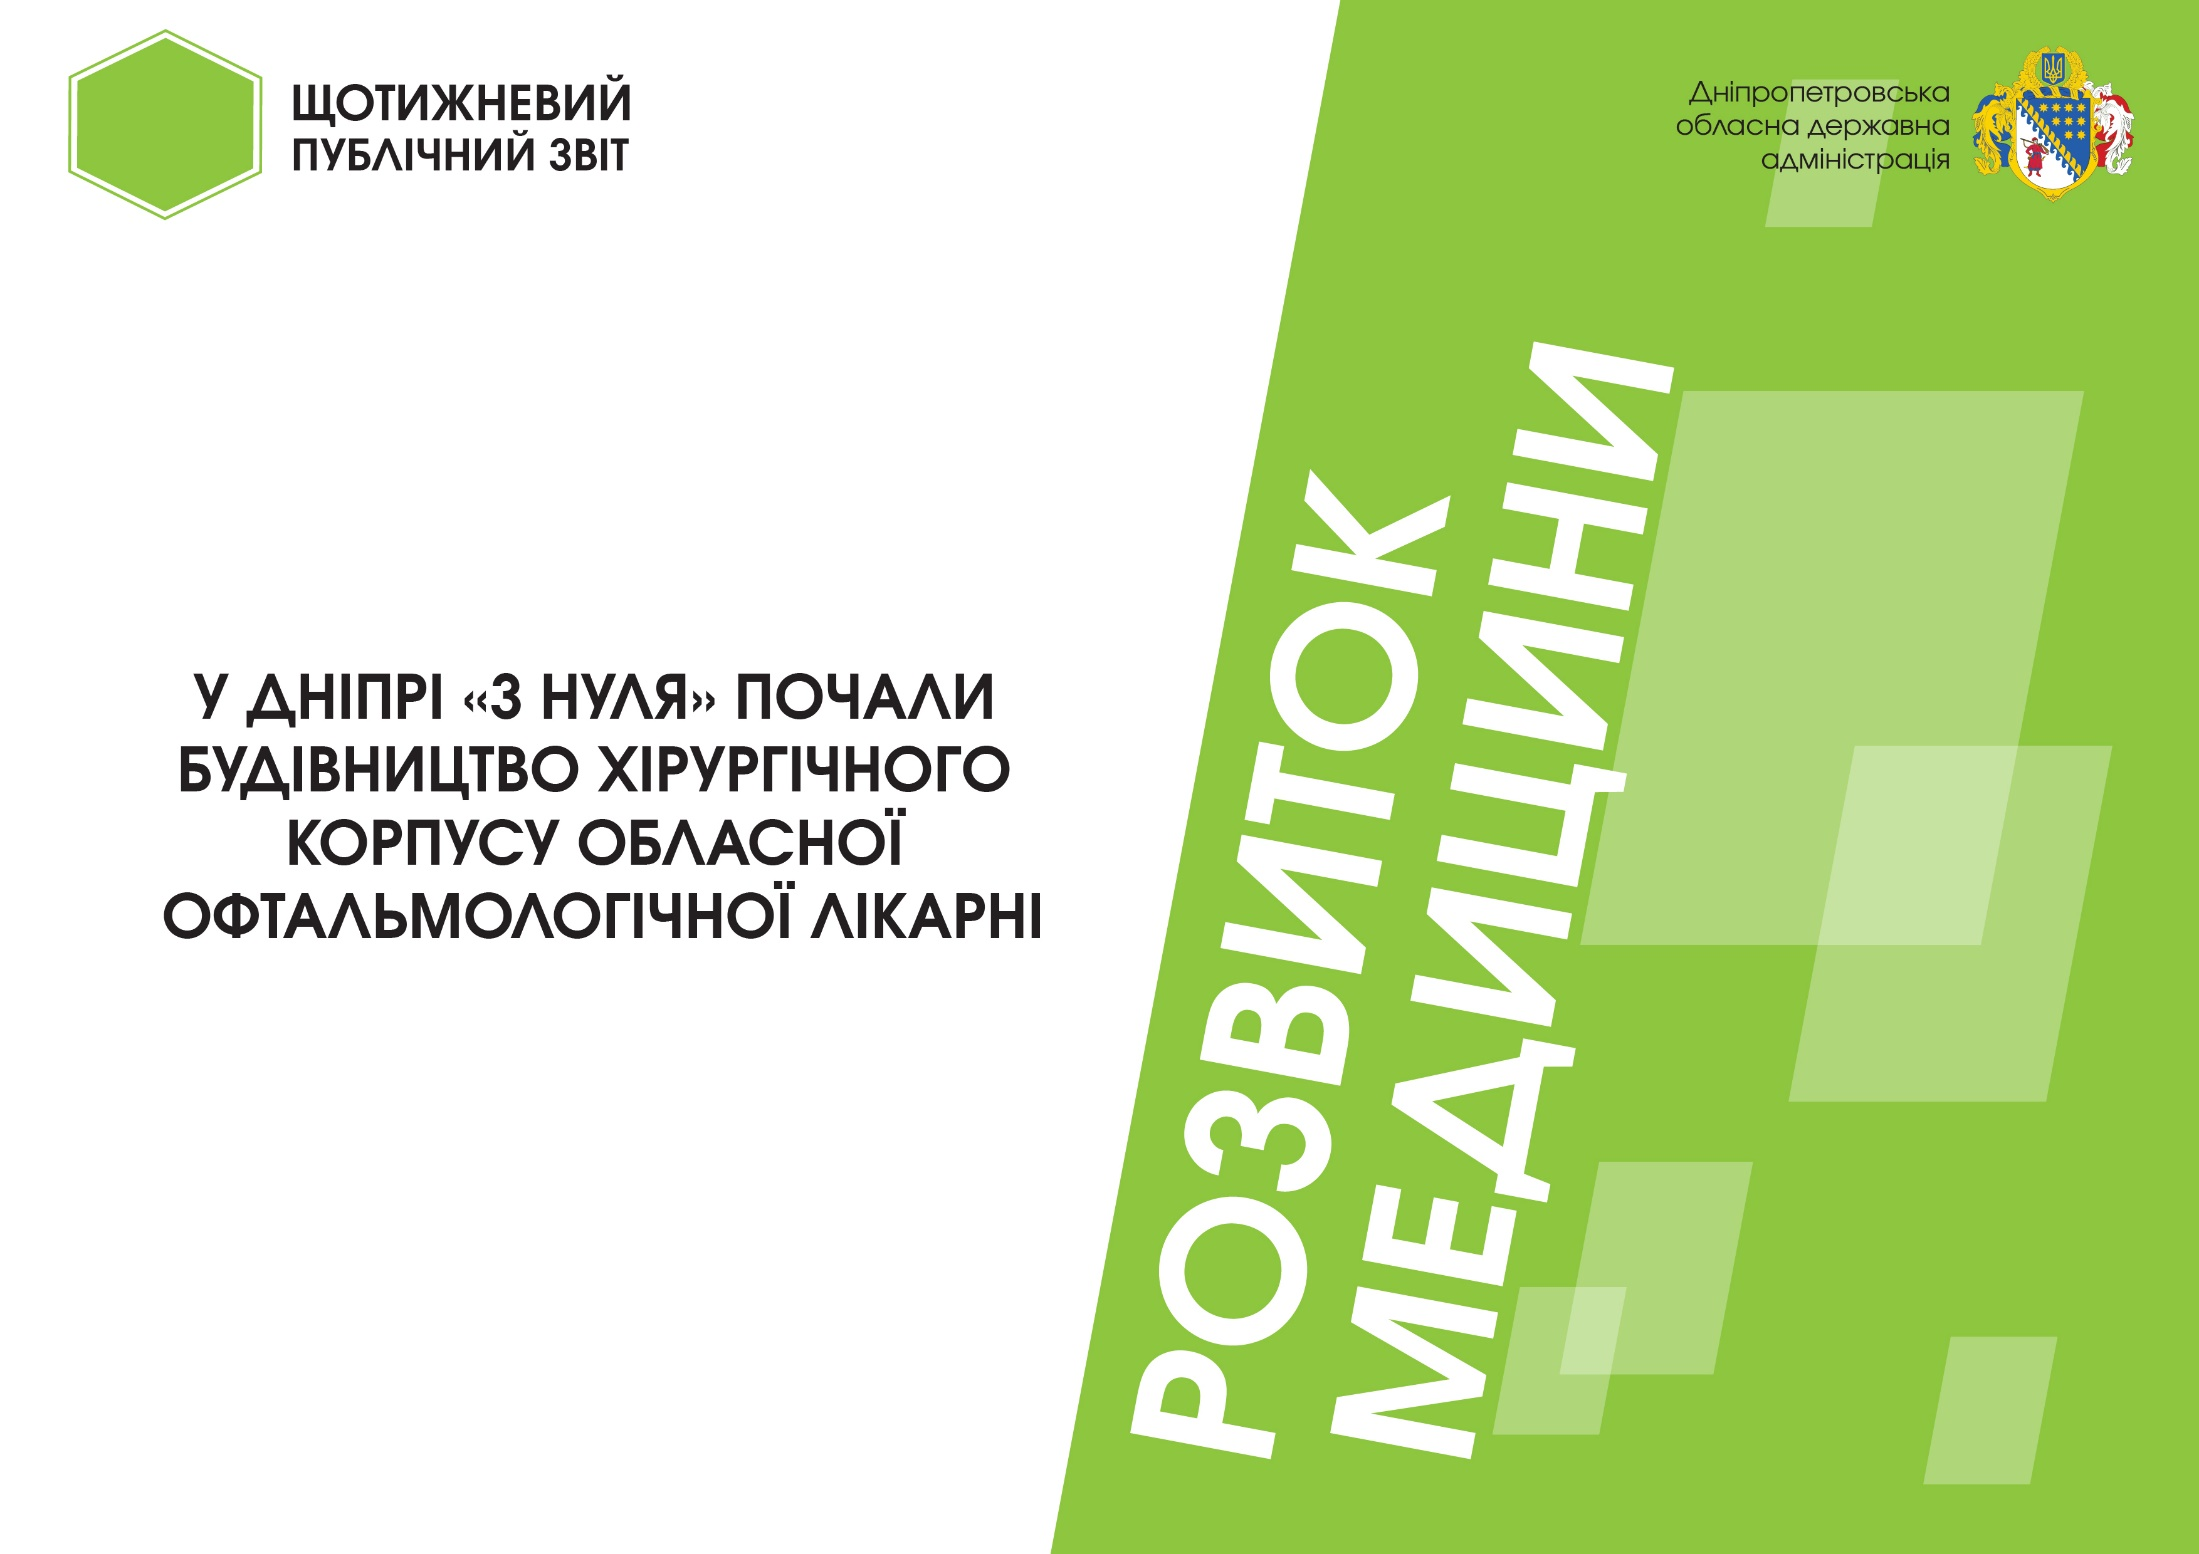 ЩОТИЖНЕВИЙ
ПУБЛІЧНИЙ ЗВІТ
Дніпропетровська
обласна державна
адміністрація
У ДНІПРІ «З НУЛЯ» ПОЧАЛИ
БУДІВНИЦТВО ХІРУРГІЧНОГО
КОРПУСУ ОБЛАСНОЇ
ОФТАЛЬМОЛОГІЧНОЇ ЛІКАРНІ
РОЗВИТОК
МЕДИЦИНИ